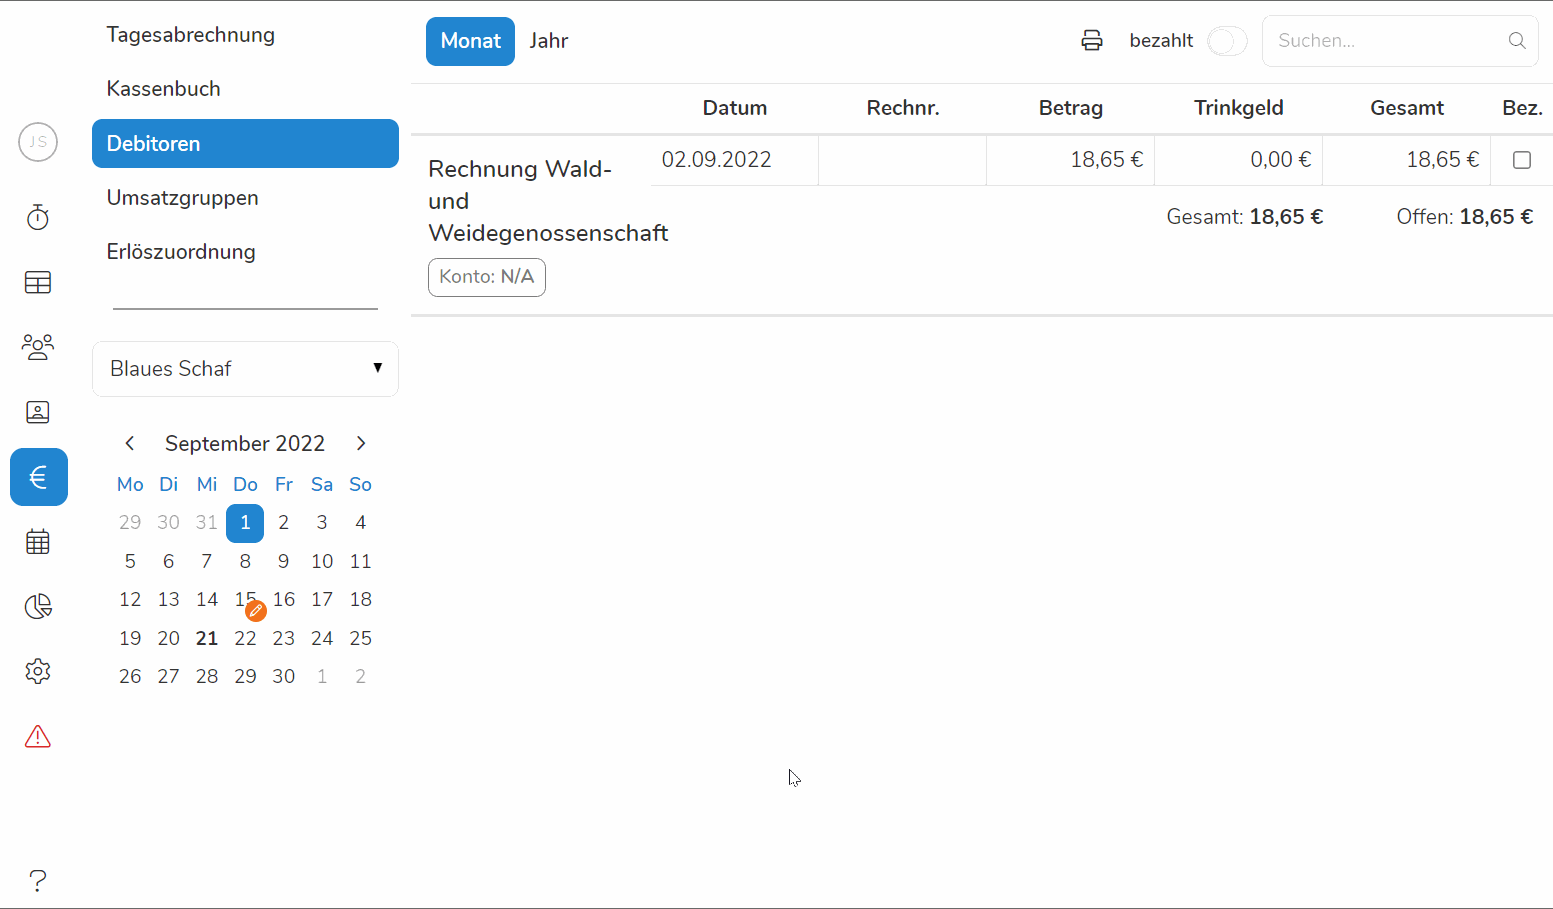 JS
Tagesabrechnung
Kassenbuch
Debitoren
Umsatzgruppen
Erlöszuordnung
Blaues Schaf
September 2022
Mo Di Mi Do Fr Sa So
29 30 31 1 2 3 4
5 6 7 8 9 10 11
12 13 14 15 16 17 18
19 20 21 22 23 24 25
26 27 28 29 30 1 2
?
Monat Jahr bezahlt Suchen...
Datum Rechnr. Betrag Trinkgeld Gesamt Bez.
Rechnung Wald- 02.09.2022 18,65 € 0,00 € 18,65 €
und
Weidegenossenschaft
Gesamt: 18,65 € Offen: 18,65 €
Konto: N/A